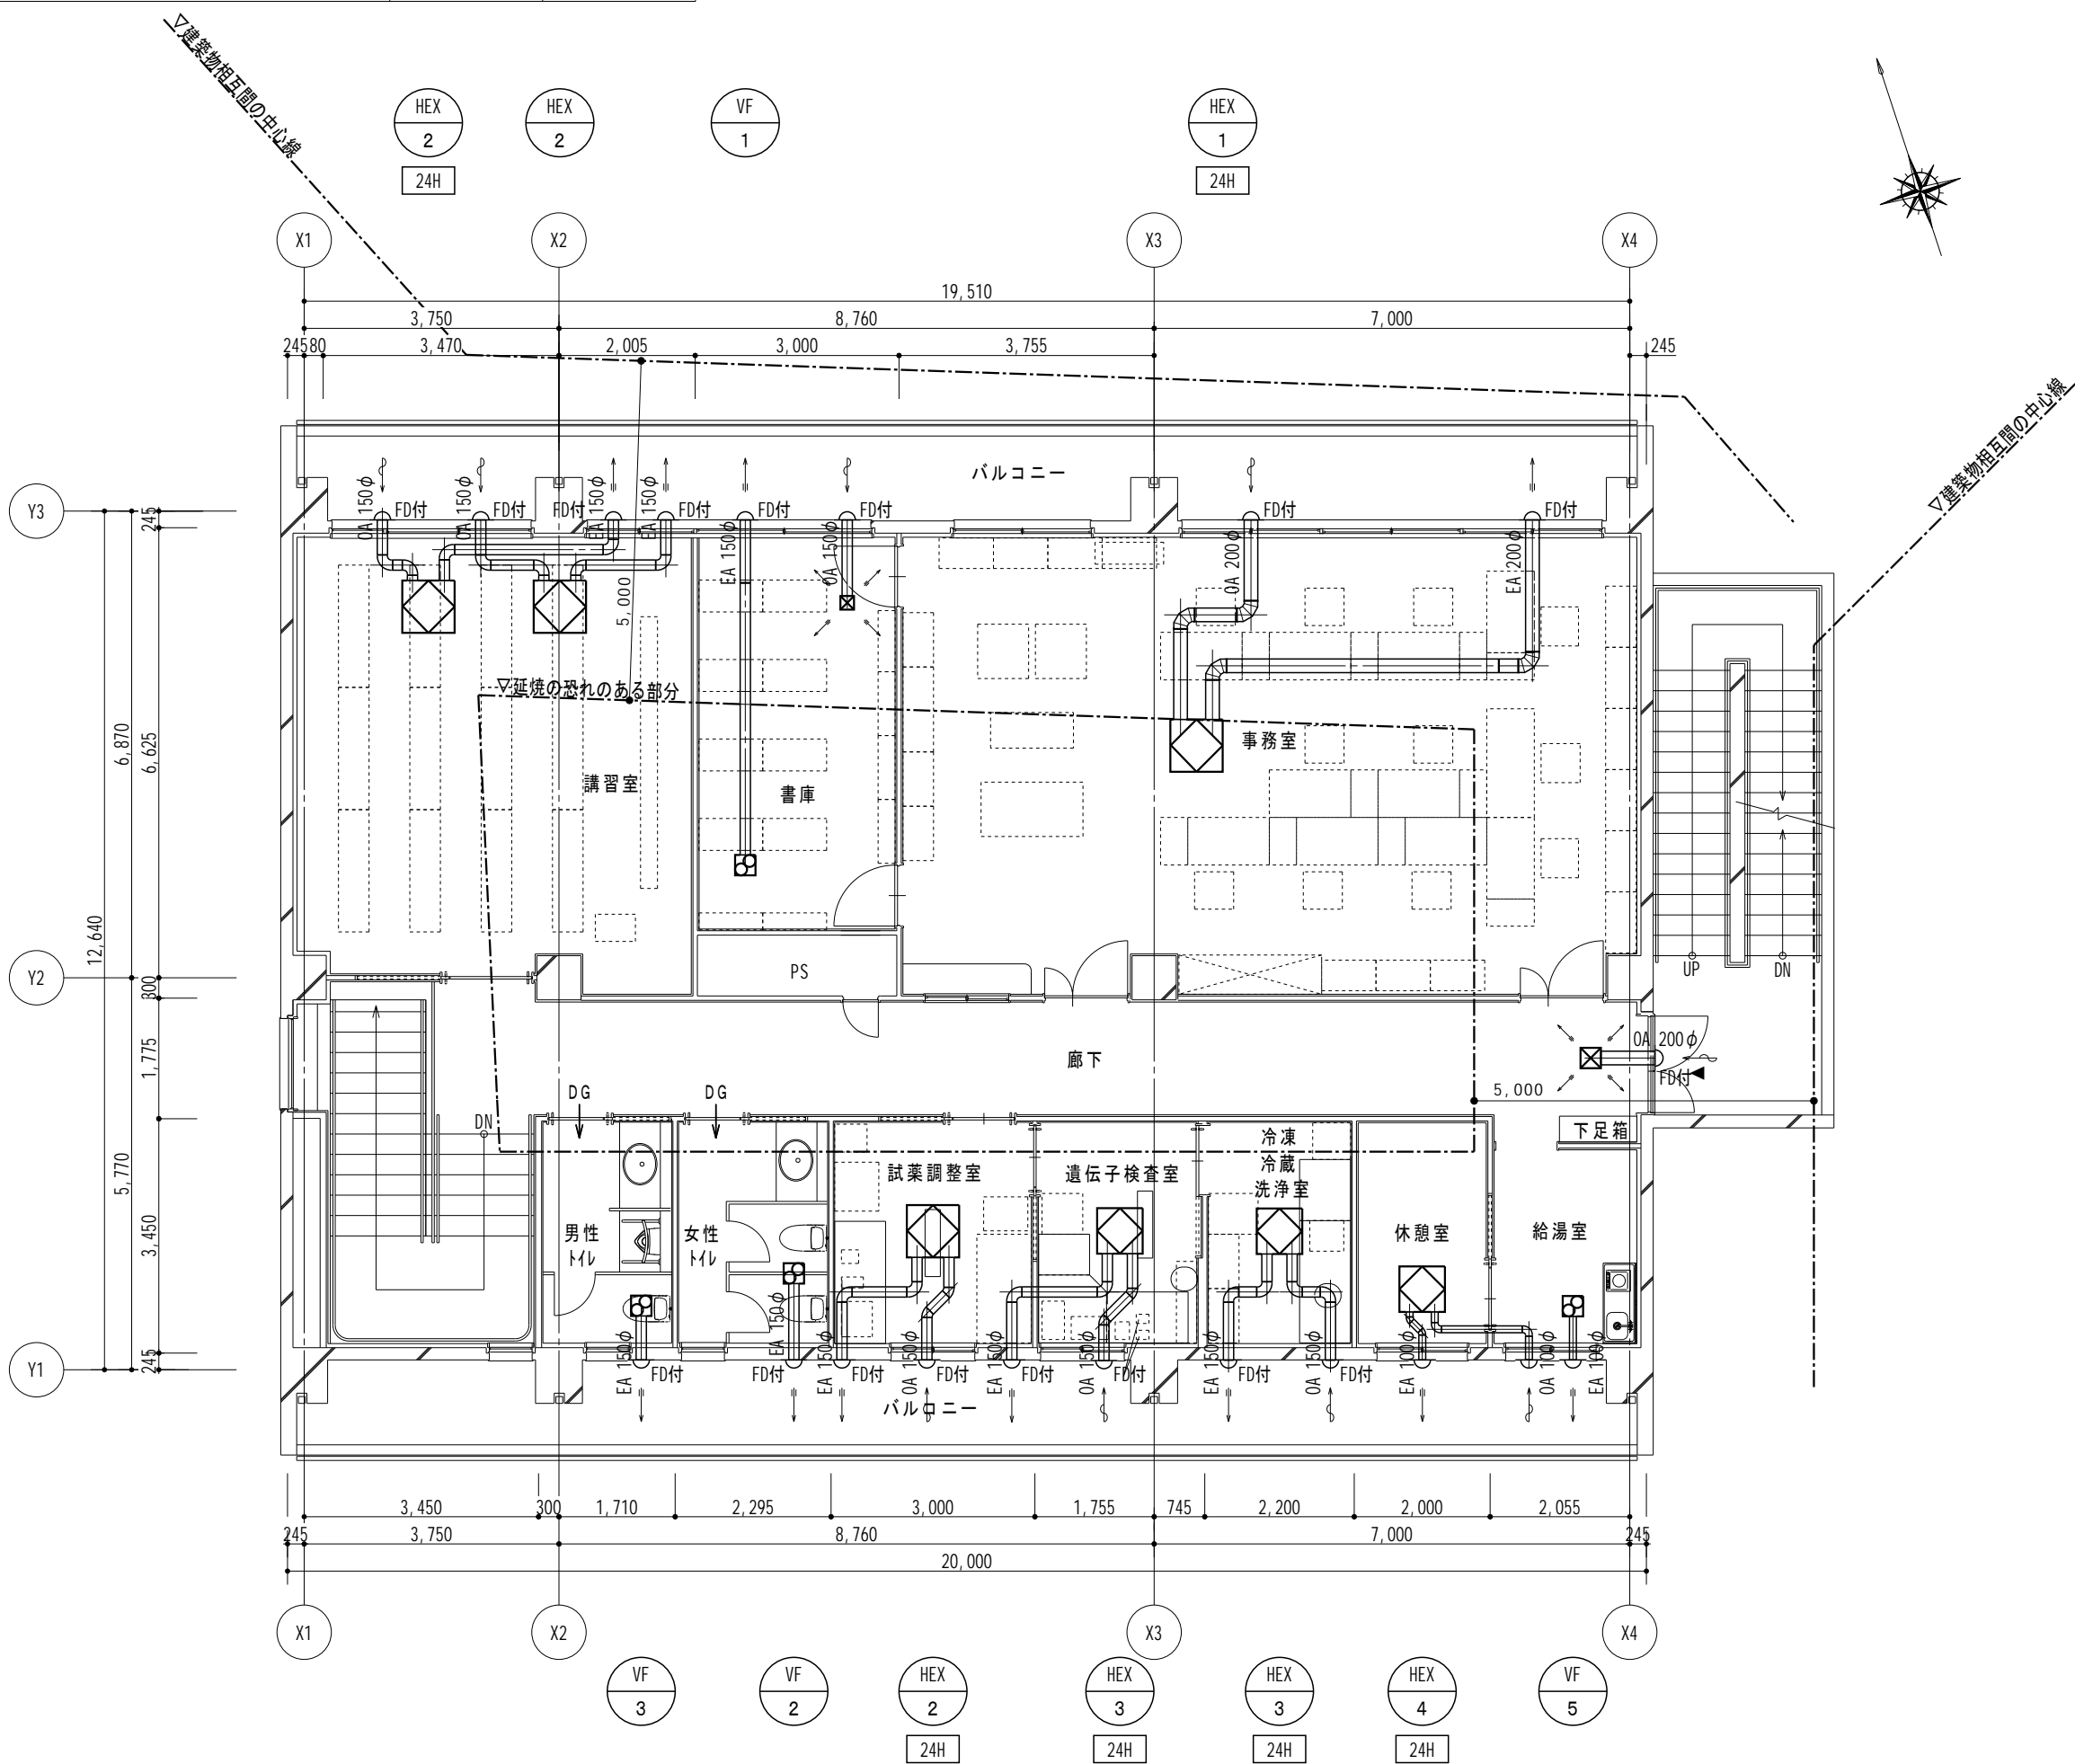 ▽建築物相互間の中心線
HEX
2
24H
HEX
2
VF
1
HEX
1
24H
X1
X2
X3
X4
19,510
3,750
8,760
7,000
245
80
3,470
2,005
3,000
3,755
245
▽建築物相互間の中心線
バルコニー
Y3
OA 150φ
FD付
OA 150φ
FD付
FD付
EA 150φ
EA 150φ
FD付
EA 150φ
FD付
OA 150φ
FD付
OA 200φ
FD付
EA 200φ
FD付
245
5,000
▽延焼の恐れのある部分
講習室
書庫
事務室
6,870
6,625
12,640
Y2
300
PS
UP
DN
1,775
廊下
OA 200φ
FD付
5,000
DG
DG
DN
下足箱
5,770
3,450
男性
トイレ
女性
トイレ
試薬調整室
遺伝子検査室
冷凍
冷蔵
洗浄室
休憩室
給湯室
Y1
245
EA 150φ
FD付
EA 150φ
FD付
EA 150φ
FD付
OA 150φ
FD付
EA 150φ
FD付
OA 150φ
FD付
EA 150φ
FD付
OA 150φ
FD付
EA 100φ
OA 100φ
EA 100φ
バルコニー
3,450
300
1,710
2,295
3,000
1,755
745
2,200
2,000
2,055
245
3,750
8,760
7,000
245
20,000
X1
X2
X3
X4
VF
3
VF
2
HEX
2
24H
HEX
3
24H
HEX
3
24H
HEX
4
24H
VF
5